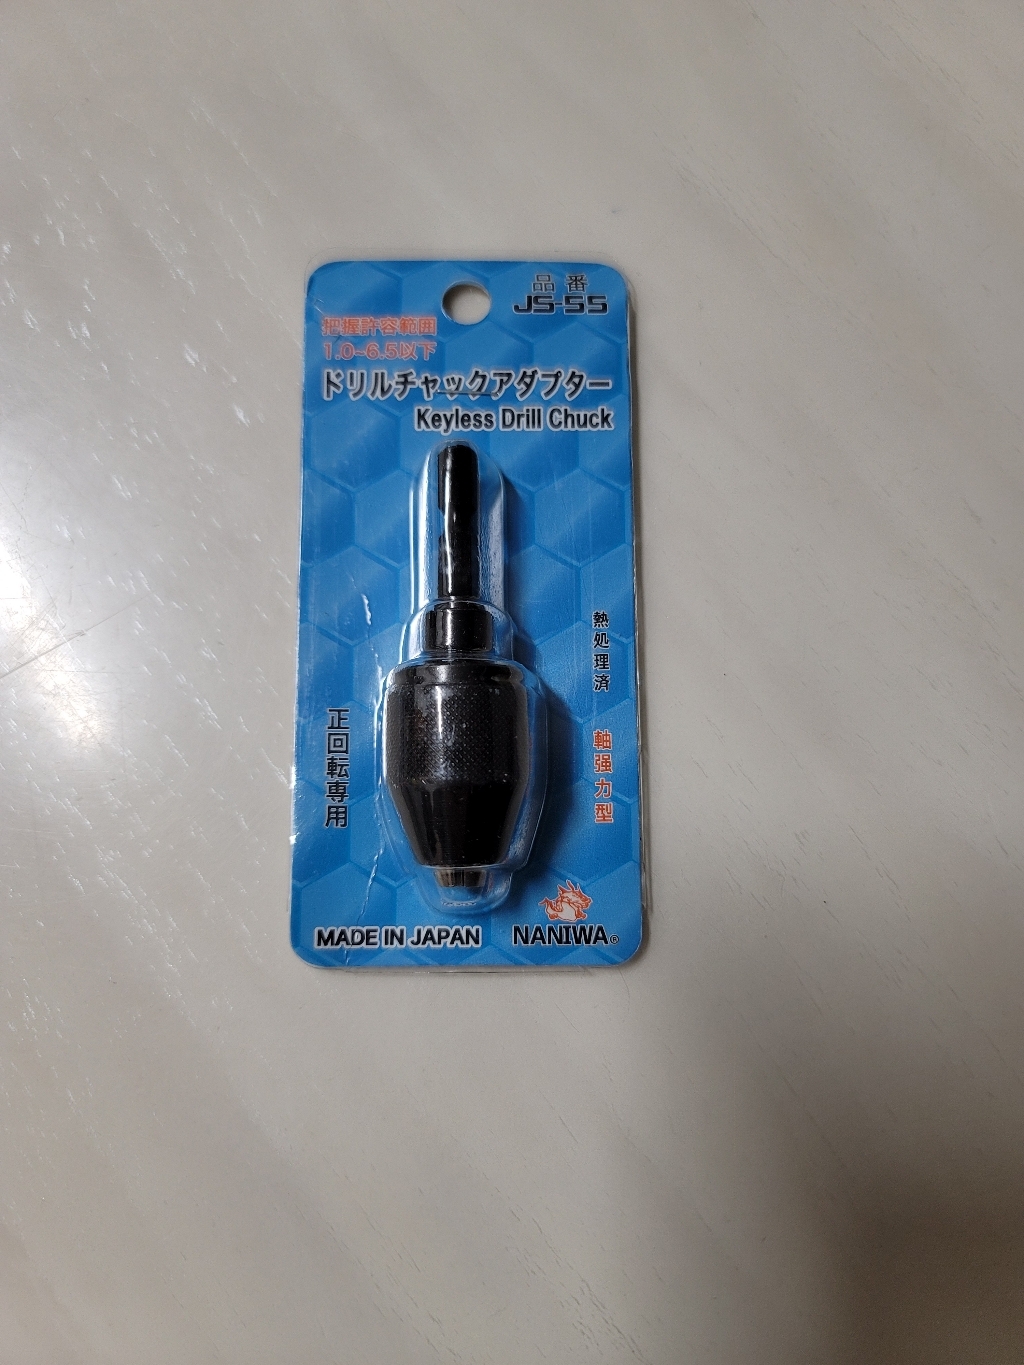 品番
JS-55
把握許容範囲
1.0~6.5以下
ドリルチャックアダプター
Keyless Drill Chuck
熱処理済
軸强力型
正回転専用
MADE IN JAPAN
NANIWA®